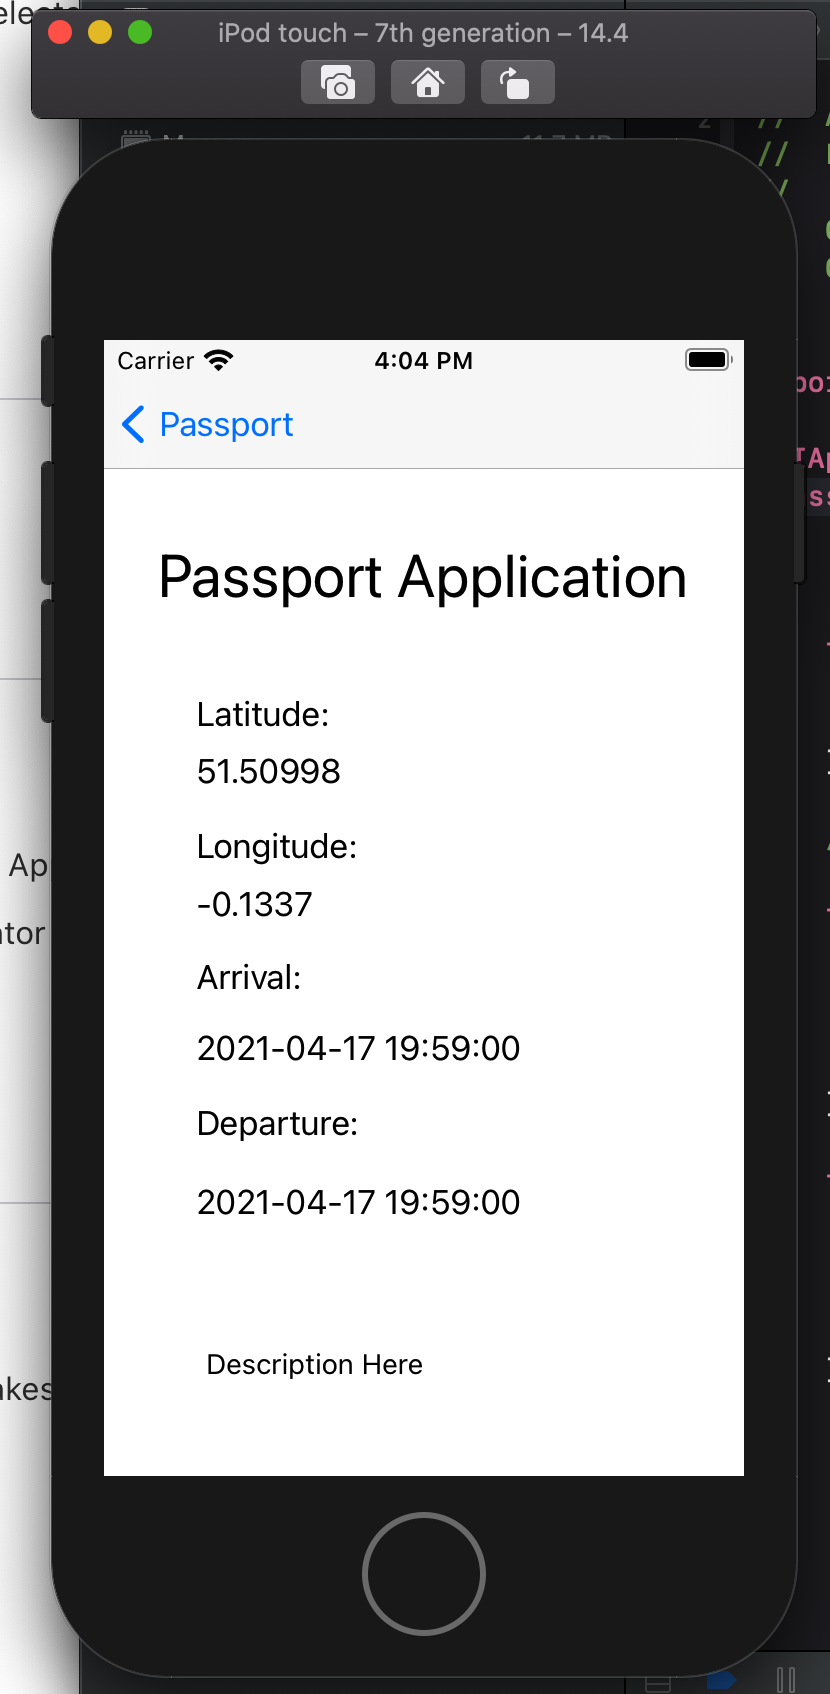 iPod touch – 7th generation – 14.4
Carrier
4:04 PM
Passport
Passport Application
Latitude:
51.50998
Longitude:
-0.1337
Arrival:
2021-04-17 19:59:00
Departure:
2021-04-17 19:59:00
Description Here